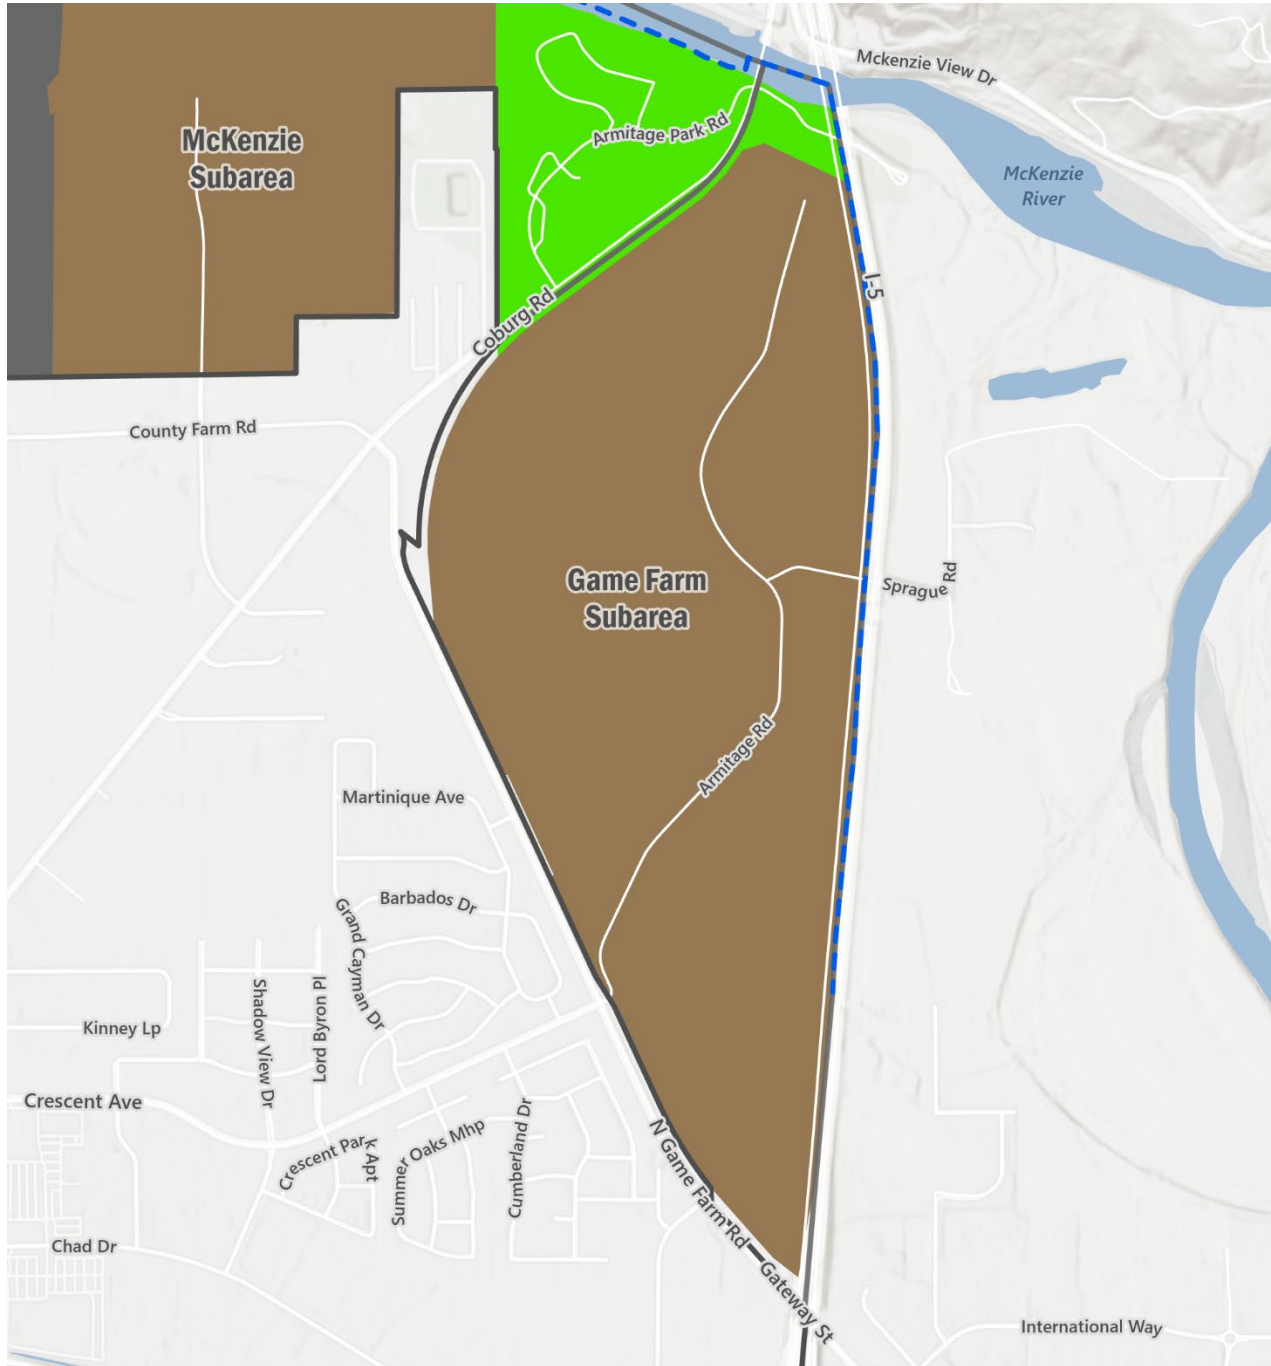 Mckenzie View Dr
Armitage Park Rd
McKenzie
Subarea
McKenzie
River
I-5
Coburg Rd
County Farm Rd
Game Farm
Subarea
Sprague Rd
Armitage Rd
Martinique Ave
Barbados Dr
Grand Cayman Dr
Shadow View Dr
Lord Byron Pl
Kinney Lp
Crescent Ave
Crescent Park Apt
Summer Oaks Mhp
Cumberland Dr
N Game Farm Rd
Chad Dr
Gateway St
International Way